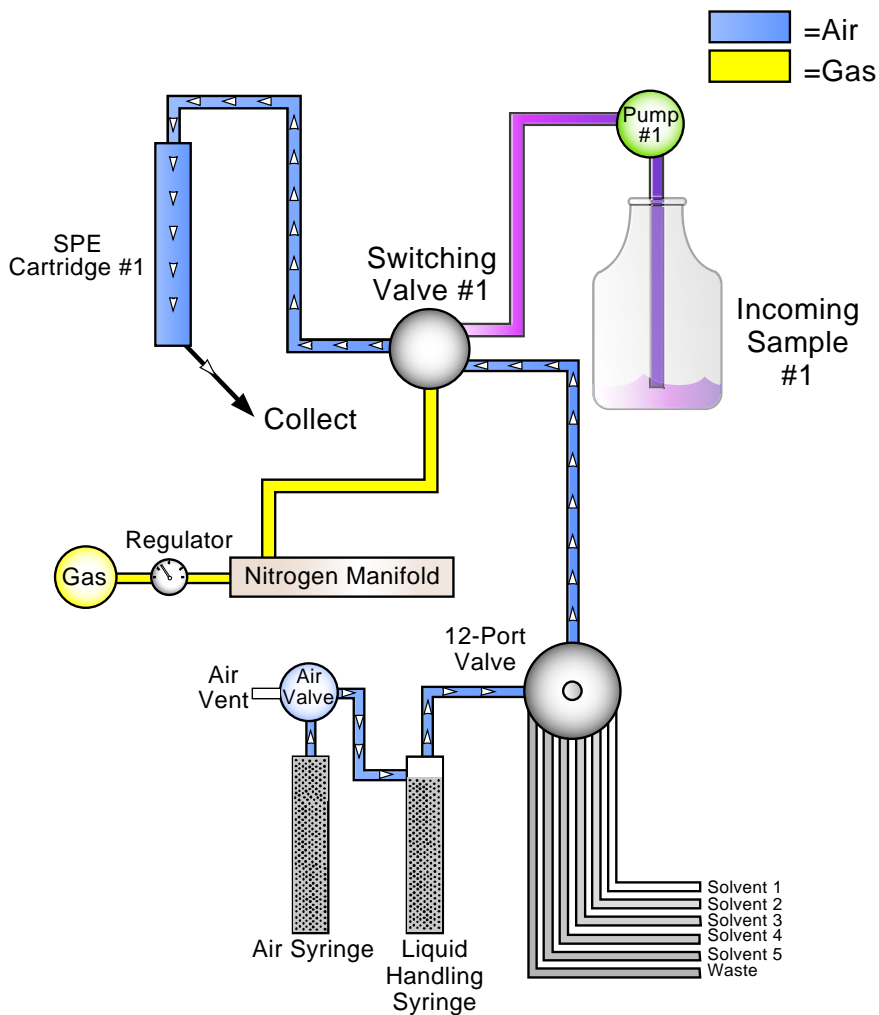 =Air
=Gas
Pump
#1
SPE
Cartridge #1
Switching
Valve #1
Incoming
Sample
#1
Collect
Regulator
Gas
Nitrogen Manifold
12-Port
Valve
Air
Vent
Air
Valve
Solvent 1
Solvent 2
Solvent 3
Solvent 4
Solvent 5
Waste
Air Syringe
Liquid
Handling
Syringe